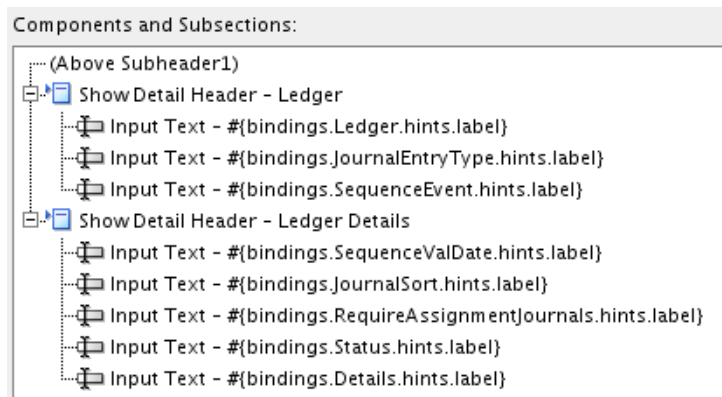 Components and Subsections:
(Above Subheader1)
Show Detail Header – Ledger
Input Text – #{bindings.Ledger.hints.label}
Input Text – #{bindings.JournalEntryType.hints.label}
Input Text – #{bindings.SequenceEvent.hints.label}
Show Detail Header – Ledger Details
Input Text – #{bindings.SequenceValDate.hints.label}
Input Text – #{bindings.JournalSort.hints.label}
Input Text – #{bindings.RequireAssignmentJournals.hints.label}
Input Text – #{bindings.Status.hints.label}
Input Text – #{bindings.Details.hints.label}